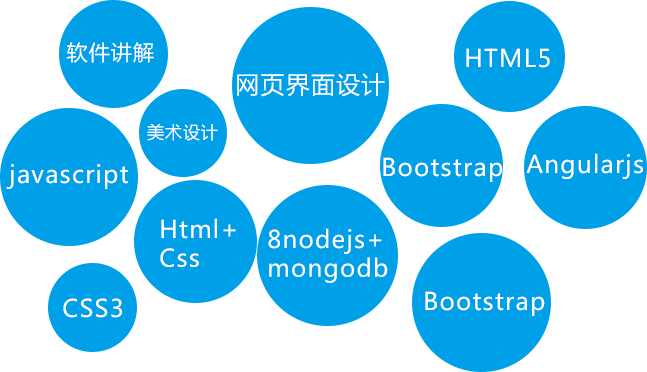 软件讲解
网页界面设计
HTML5
美术设计
javascript
Bootstrap
Angularjs
Html+
Css
8nodejs+
mongodb
CSS3
Bootstrap